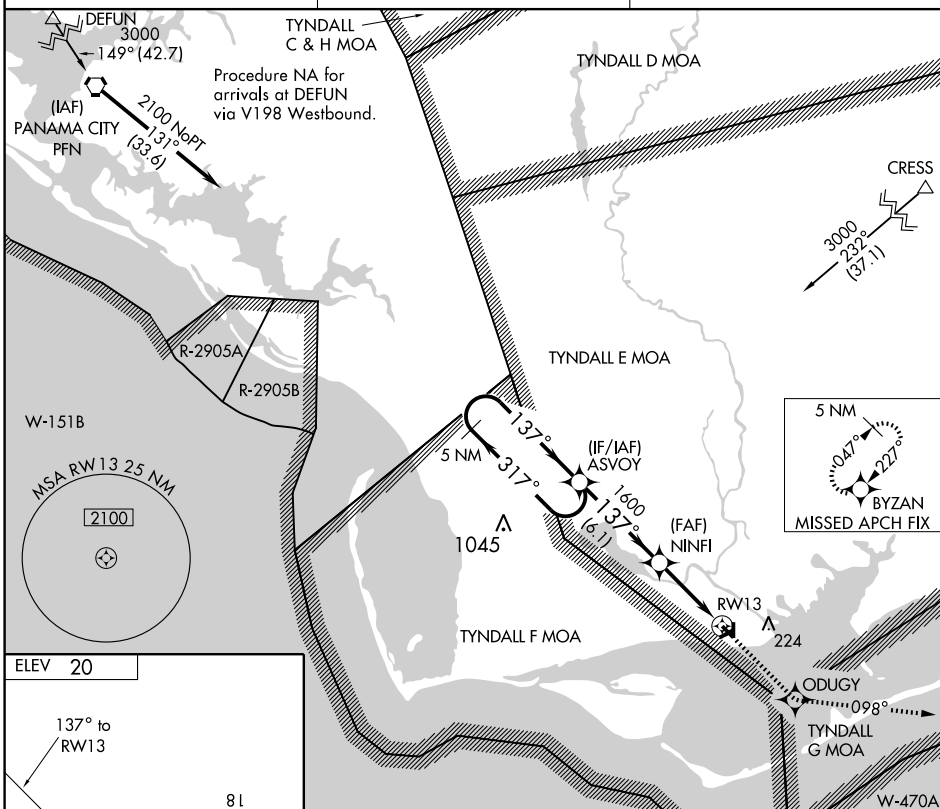 DEFUN
3000
149° (42.7)
(IAF)
PANAMA CITY
PFN
2100 NoPT
131°
(33.6)
Procedure NA for
arrivals at DEFUN
via V198 Westbound.
TYNDALL
C & H MOA
TYNDALL D MOA
CRESS
3000
232°
(37.1)
R-2905A
R-2905B
W-151B
MSA RW13 25 NM
2100
TYNDALL E MOA
137°
5 NM
317°
(IF/IAF)
ASVOY
1600
137°
(6.1)
(FAF)
NINFI
1045
RW13
224
TYNDALL F MOA
ODUGY
098°
TYNDALL
G MOA
W-470A
5 NM
047°
227°
BYZAN
MISSED APCH FIX
ELEV 20
137° to
RW13
18